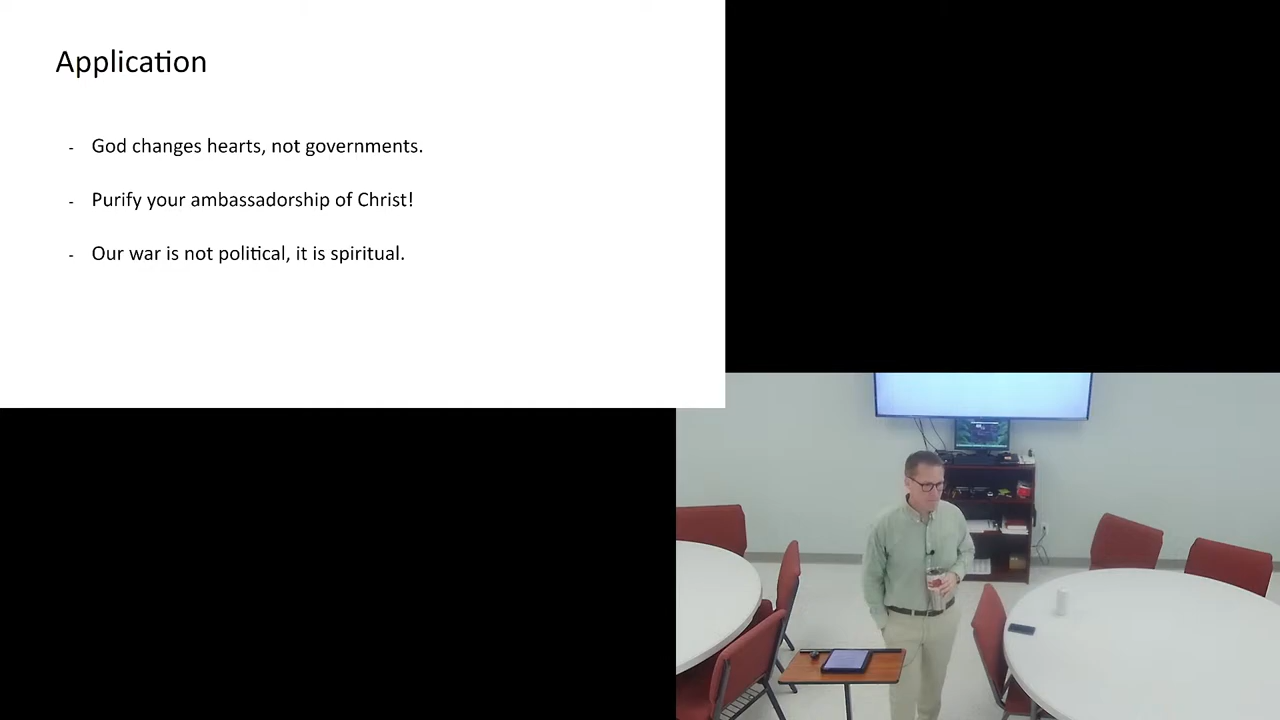 Application
- God changes hearts, not governments.
- Purify your ambassadorship of Christ!
- Our war is not political, it is spiritual.